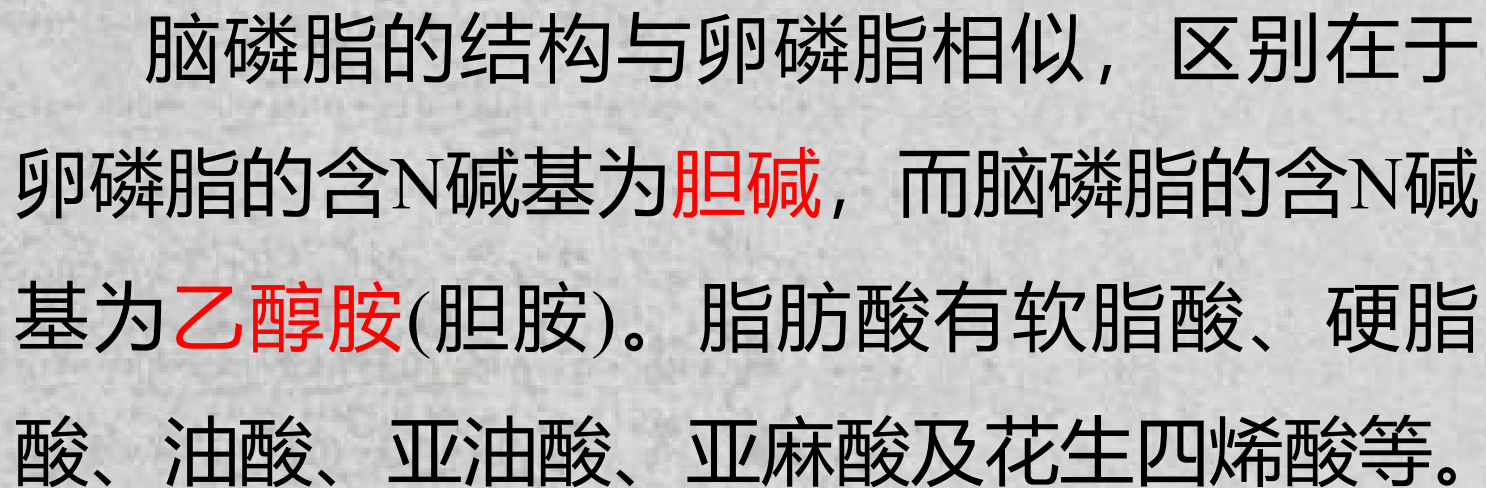 脑磷脂的结构与卵磷脂相似，区别在于
卵磷脂的含N碱基为胆碱，而脑磷脂的含N碱
基为乙醇胺(胆胺)。脂肪酸有软脂酸、硬脂
酸、油酸、亚油酸、亚麻酸及花生四烯酸等。